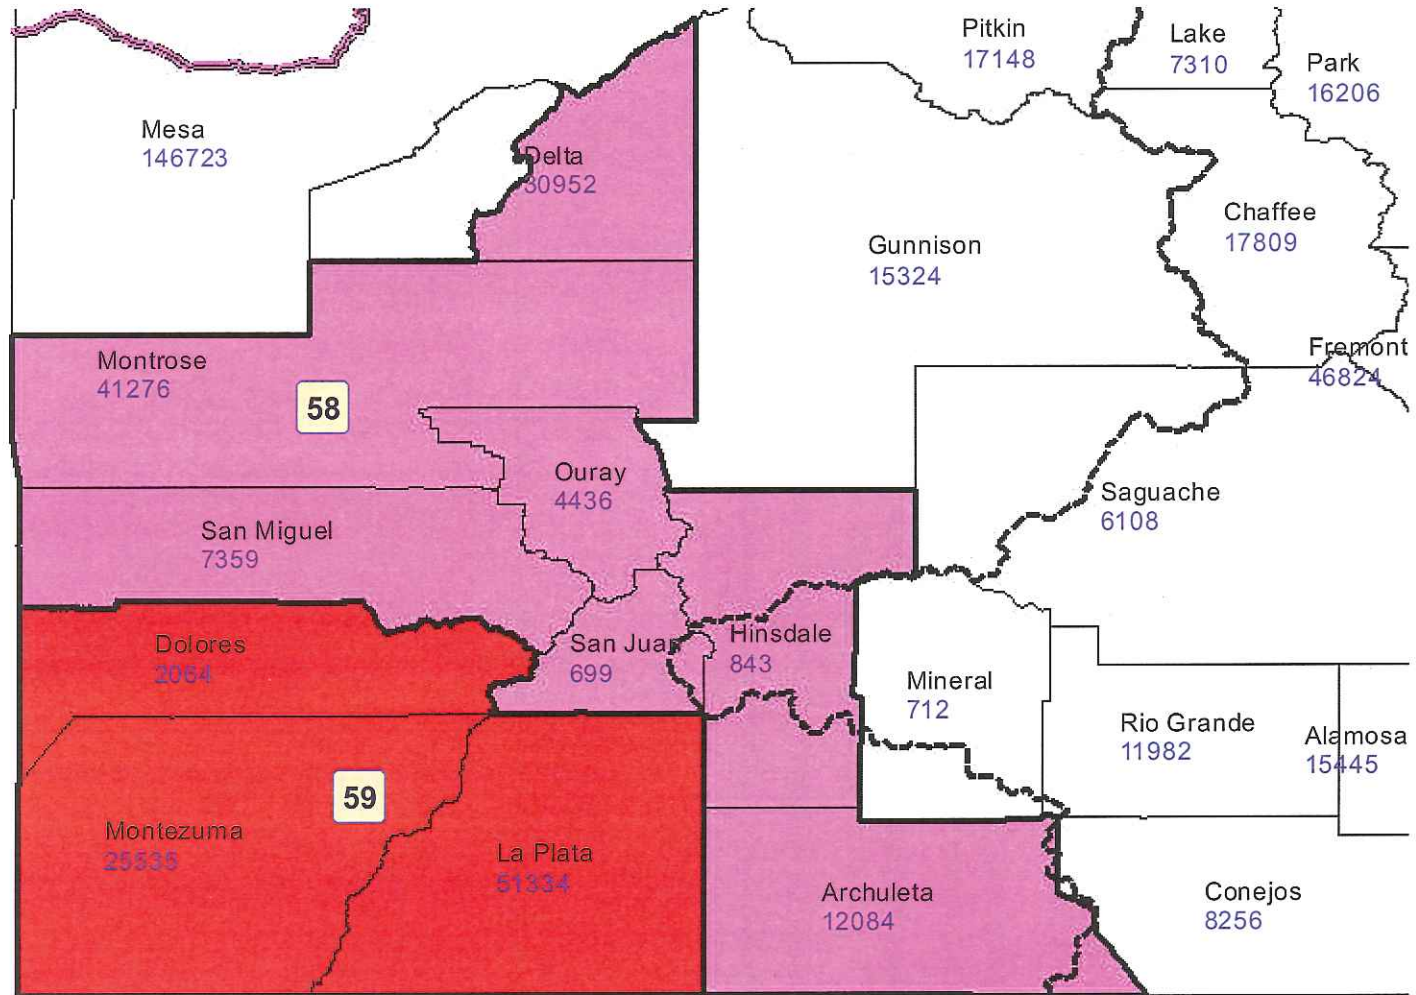 Pitkin
17148
Lake
7310
Park
16206
Mesa
146723
Delta
30952
Chaffee
17809
Gunnison
15324
Montrose
41276
58
Fremont
46824
Ouray
4436
Saguache
6108
San Miguel
7359
Dolores
2064
San Juan
699
Hinsdale
843
Mineral
712
Rio Grande
11982
Alamosa
15445
59
Montezuma
25535
La Plata
51334
Archuleta
12084
Conejos
8256